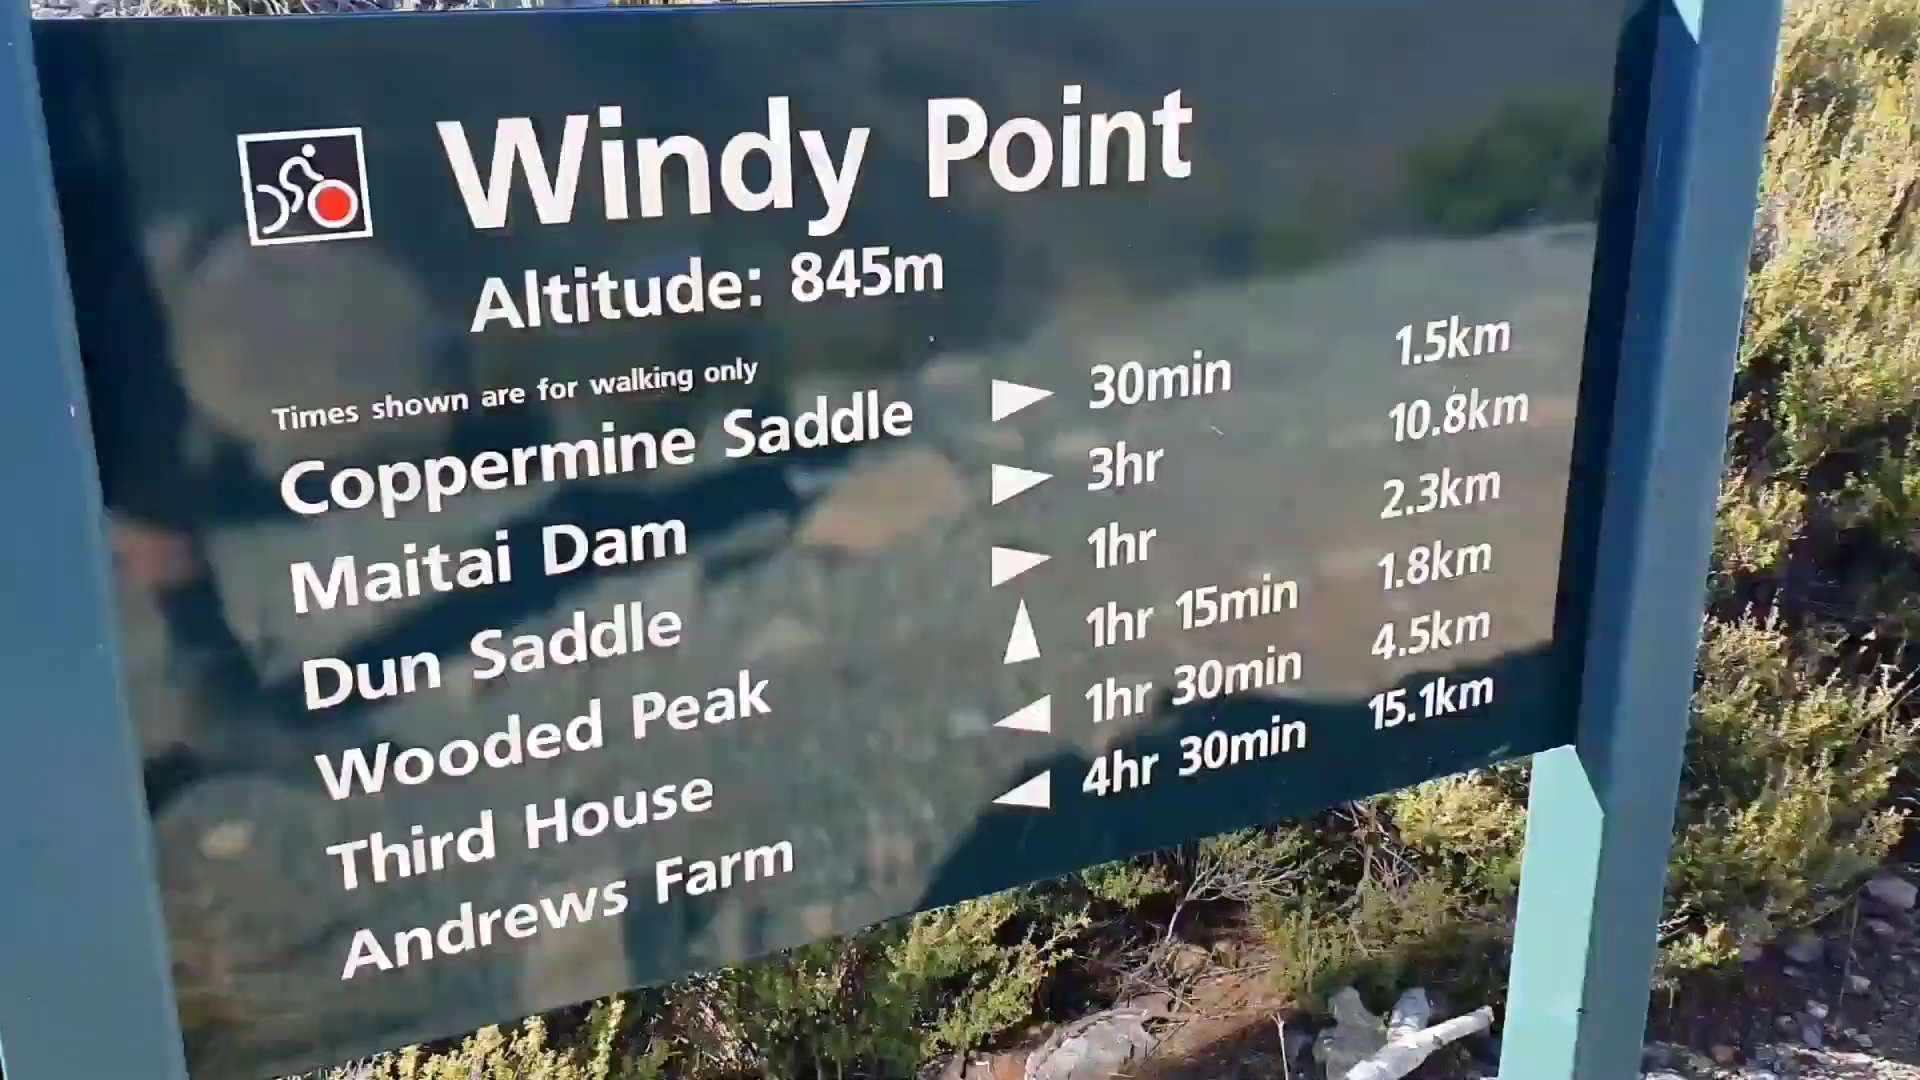 Windy Point
Altitude: 845m
Times shown are for walking only
Coppermine Saddle 30min 1.5km
Maitai Dam 3hr 10.8km
Dun Saddle 1hr 2.3km
Wooded Peak 1hr 15min 1.8km
Third House 1hr 30min 4.5km
Andrews Farm 4hr 30min 15.1km